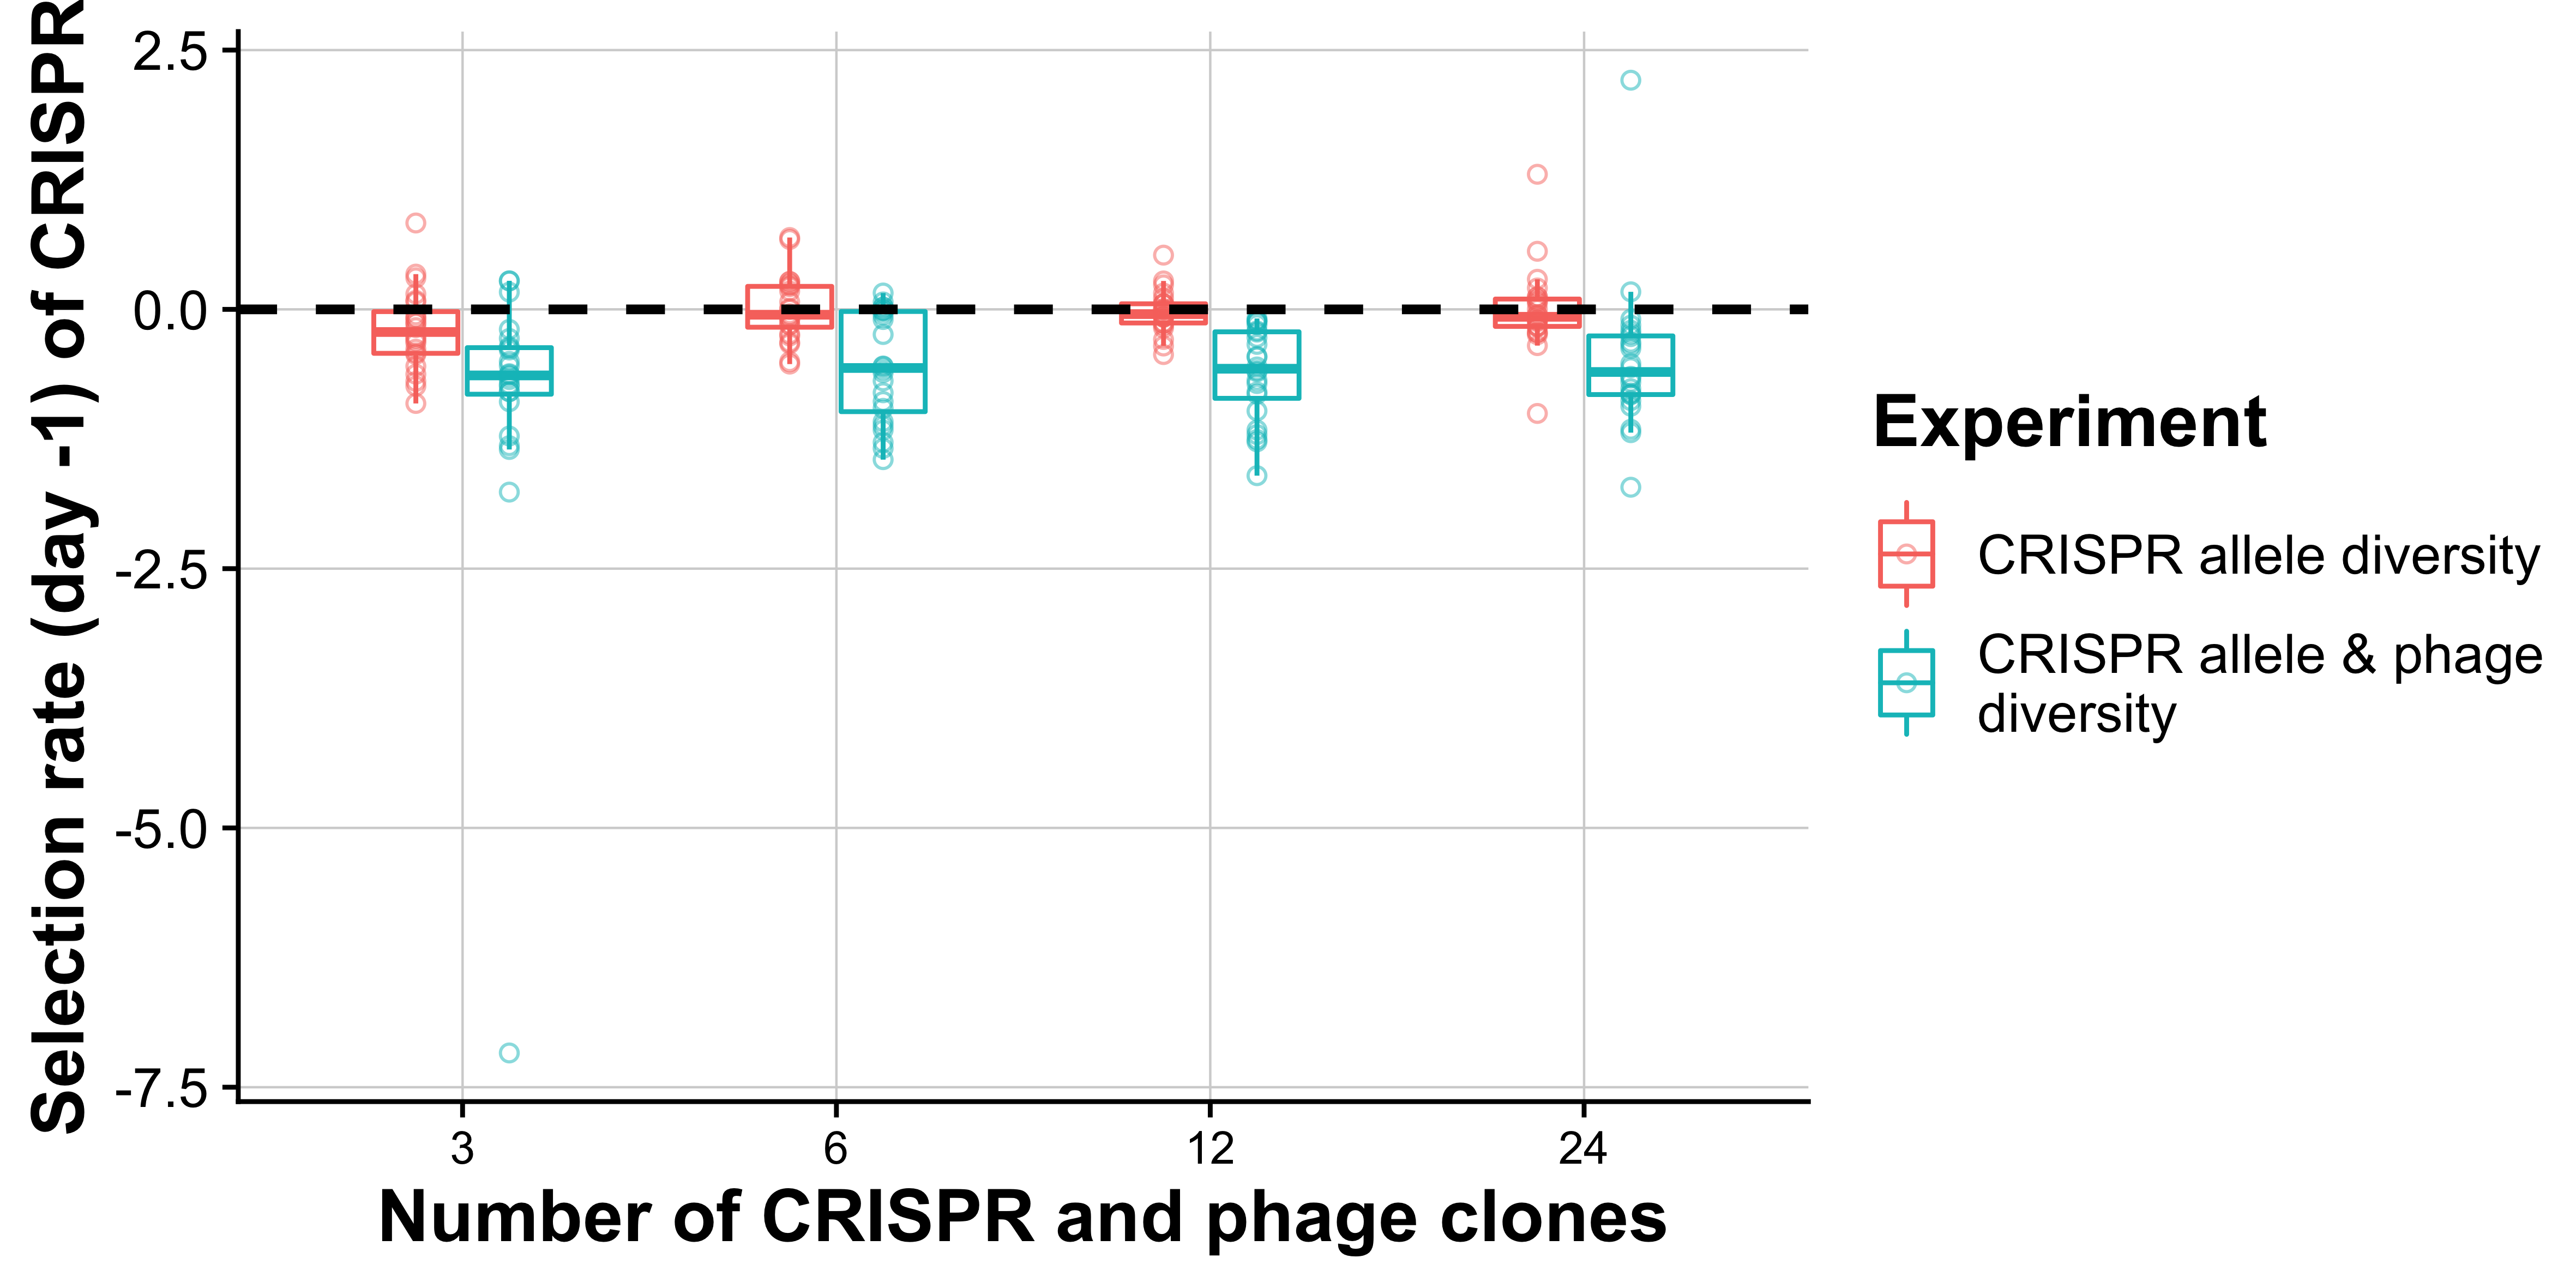 Selection rate (day -1) of CRISPR
2.5
0.0
-2.5
-5.0
-7.5
3
6
12
24
Number of CRISPR and phage clones
Experiment
CRISPR allele diversity
CRISPR allele & phage
diversity